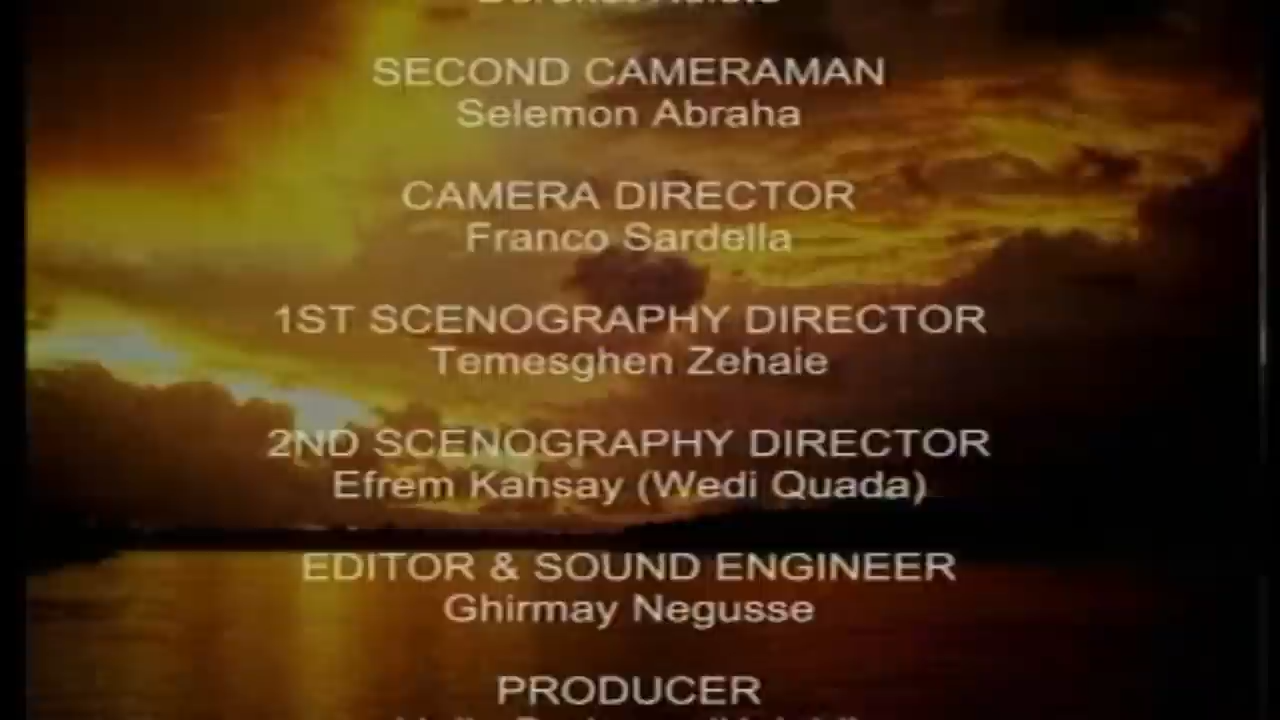 SECOND CAMERAMAN
Selemon Abraha
CAMERA DIRECTOR
Franco Sardella
1ST SCENOGRAPHY DIRECTOR
Temesghen Zehaie
2ND SCENOGRAPHY DIRECTOR
Efrem Kahsay (Wedi Quada)
EDITOR & SOUND ENGINEER
Ghirmay Negusse
PRODUCER